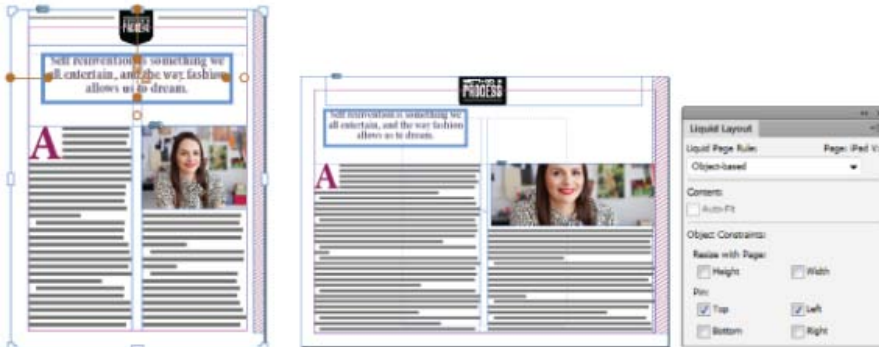 PROCESS
Self reinvention is something we
all entertain, and the way fashion
allows us to dream.
A
PROCESS
Self reinvention is something we
all entertain, and the way fashion
allows us to dream.
A
Liquid Layout
Liquid Page Rule: Page: iPad V:
Object-based
Content:
Auto-Fit
Object Constraints:
Resize with Page:
Height Width
Pin:
Top Left
Bottom Right